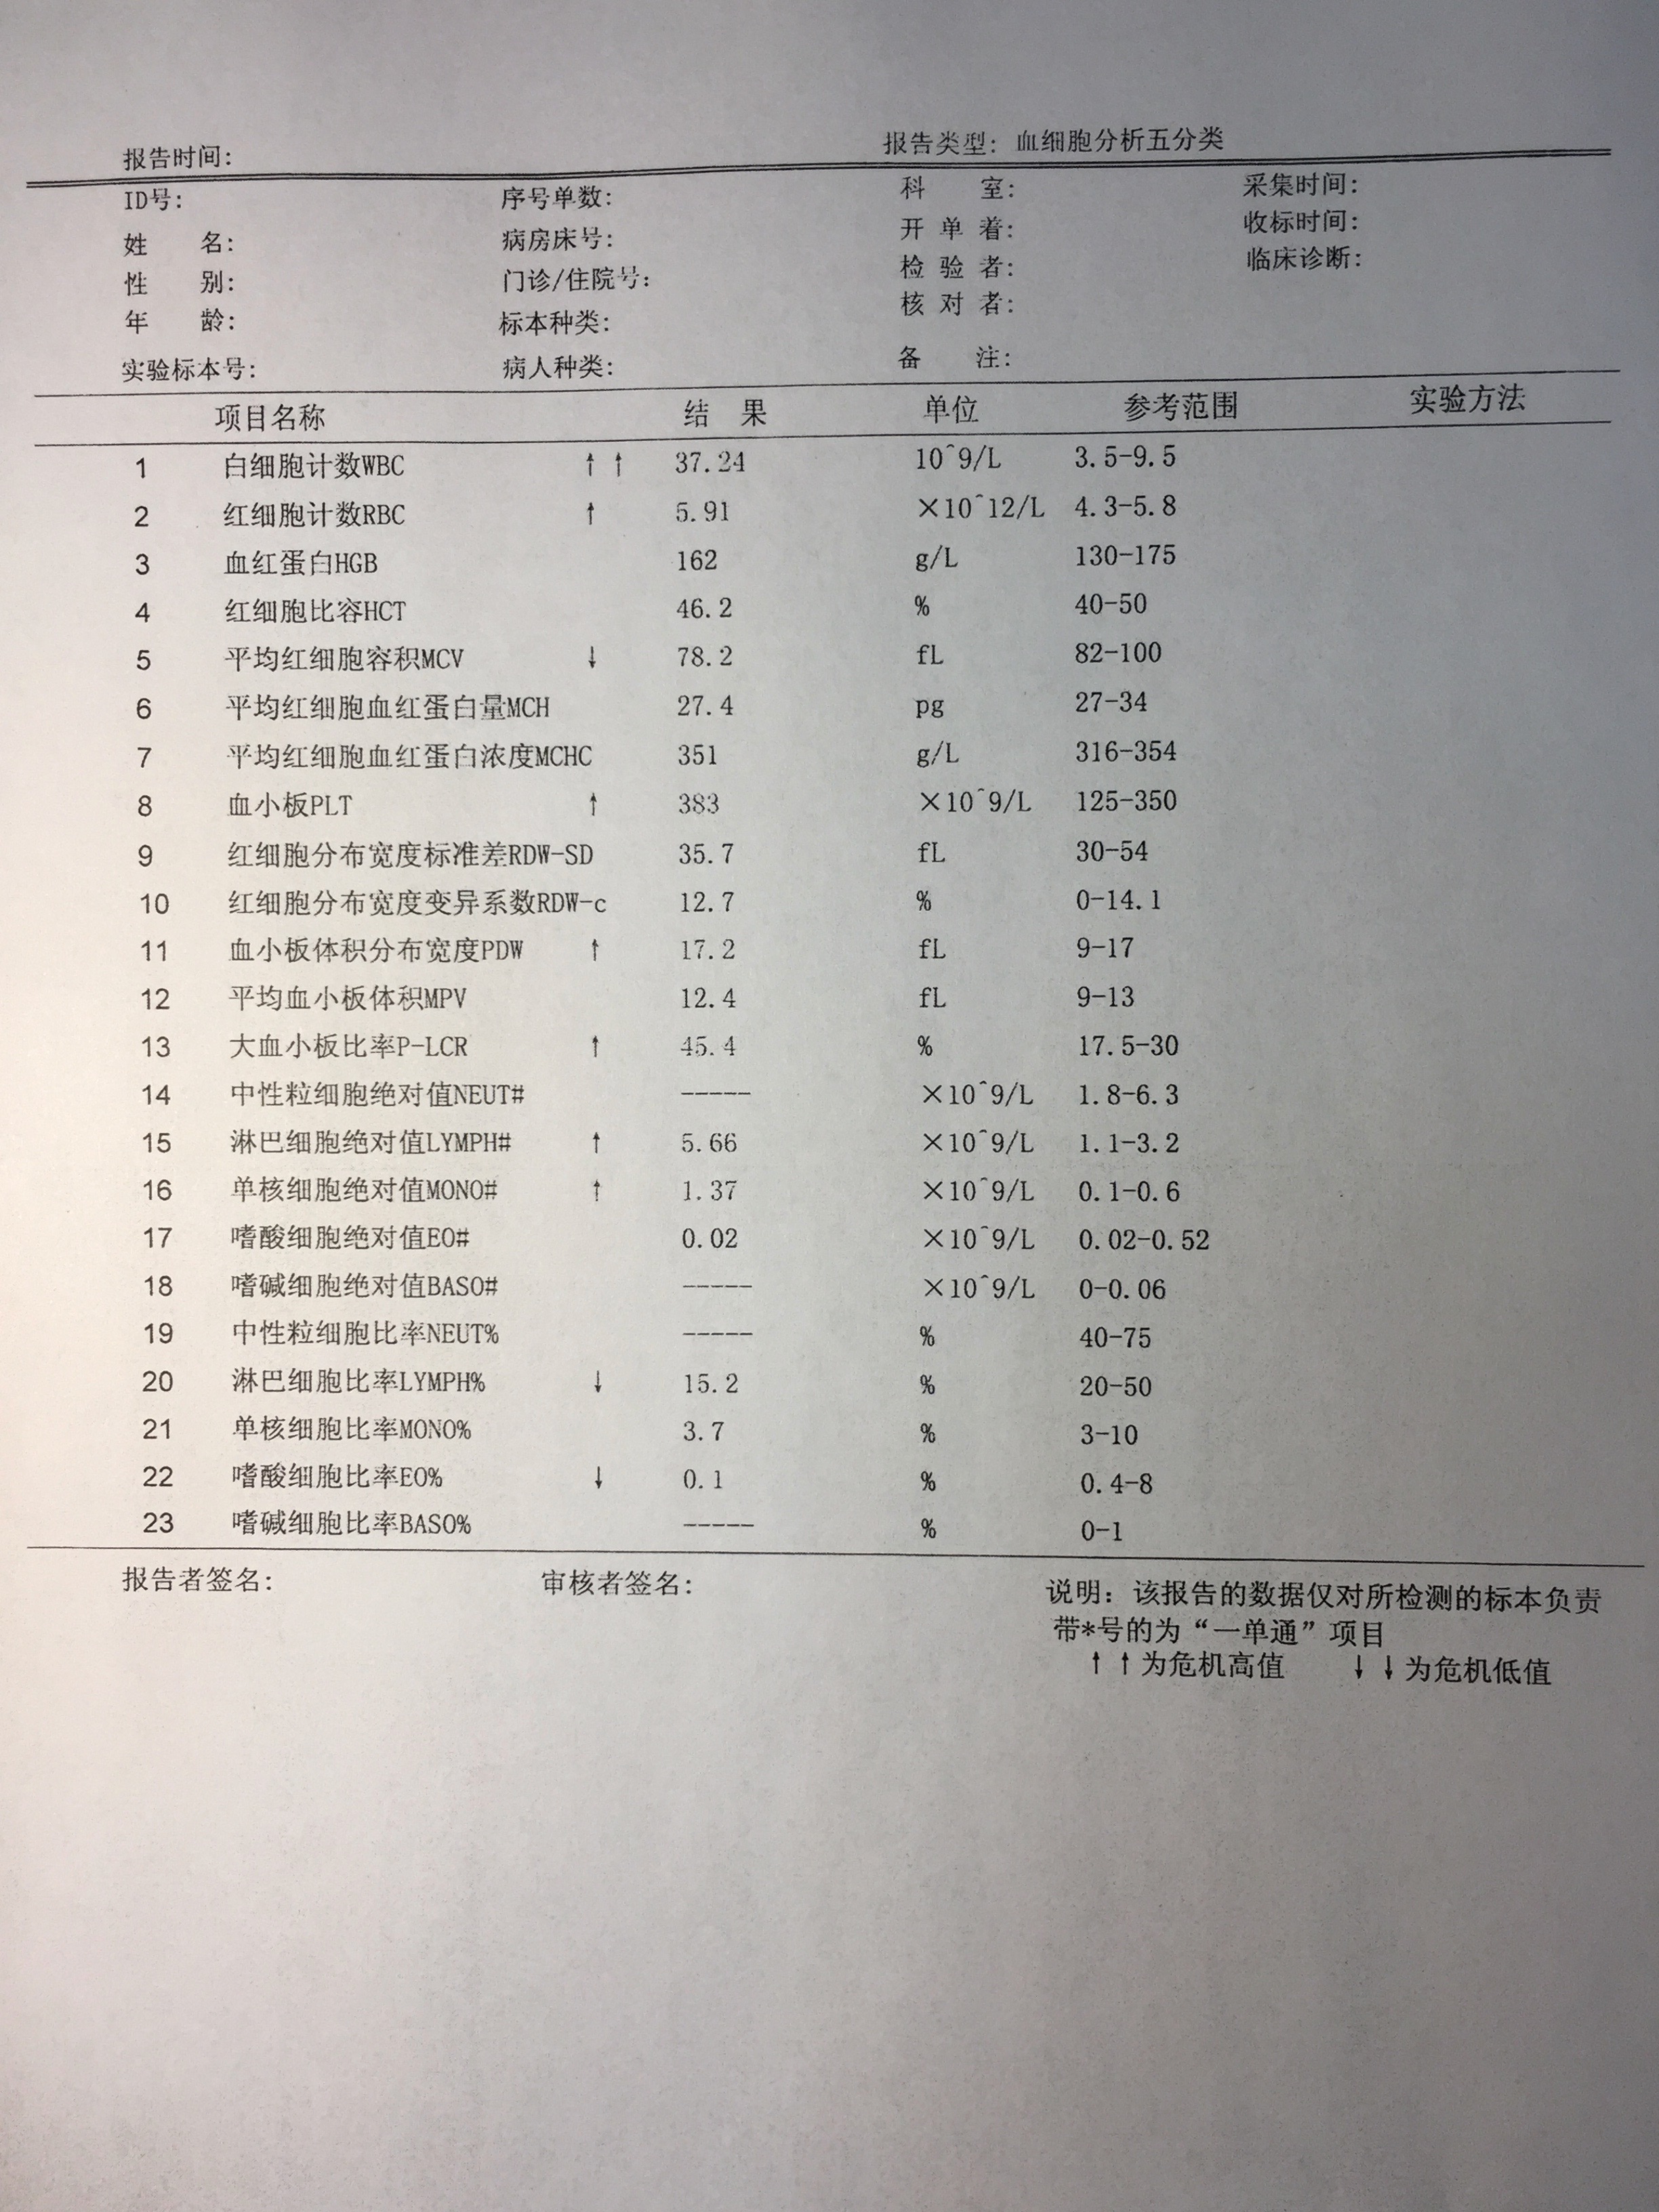 报告时间: 报告类型: 血细胞分析五分类
ID号: 序号单数: 科 室: 采集时间:
姓 名: 病房床号: 开 单 着: 收标时间:
性 别: 门诊/住院号: 检 验 者: 临床诊断:
年 龄: 标本种类: 核 对 者:
实验标本号: 病人种类: 备 注:
项目名称 结 果 单位 参考范围 实验方法
1 白细胞计数WBC ↑↑ 37.24 10^9/L 3.5-9.5
2 红细胞计数RBC ↑ 5.91 ×10^12/L 4.3-5.8
3 血红蛋白HGB 162 g/L 130-175
4 红细胞比容HCT 46.2 % 40-50
5 平均红细胞容积MCV ↓ 78.2 fL 82-100
6 平均红细胞血红蛋白量MCH 27.4 pg 27-34
7 平均红细胞血红蛋白浓度MCHC 351 g/L 316-354
8 血小板PLT ↑ 383 ×10^9/L 125-350
9 红细胞分布宽度标准差RDW-SD 35.7 fL 30-54
10 红细胞分布宽度变异系数RDW-c 12.7 % 0-14.1
11 血小板体积分布宽度PDW ↑ 17.2 fL 9-17
12 平均血小板体积MPV 12.4 fL 9-13
13 大血小板比率P-LCR ↑ 45.4 % 17.5-30
14 中性粒细胞绝对值NEUT# ----- ×10^9/L 1.8-6.3
15 淋巴细胞绝对值LYMPH# ↑ 5.66 ×10^9/L 1.1-3.2
16 单核细胞绝对值MONO# ↑ 1.37 ×10^9/L 0.1-0.6
17 嗜酸细胞绝对值EO# 0.02 ×10^9/L 0.02-0.52
18 嗜碱细胞绝对值BASO# ----- ×10^9/L 0-0.06
19 中性粒细胞比率NEUT% ----- % 40-75
20 淋巴细胞比率LYMPH% ↓ 15.2 % 20-50
21 单核细胞比率MONO% 3.7 % 3-10
22 嗜酸细胞比率EO% ↓ 0.1 % 0.4-8
23 嗜碱细胞比率BASO% ----- % 0-1
报告者签名: 审核者签名: 说明: 该报告的数据仅对所检测的标本负责
带*号的为“一单通”项目
↑↑为危机高值 ↓↓为危机低值